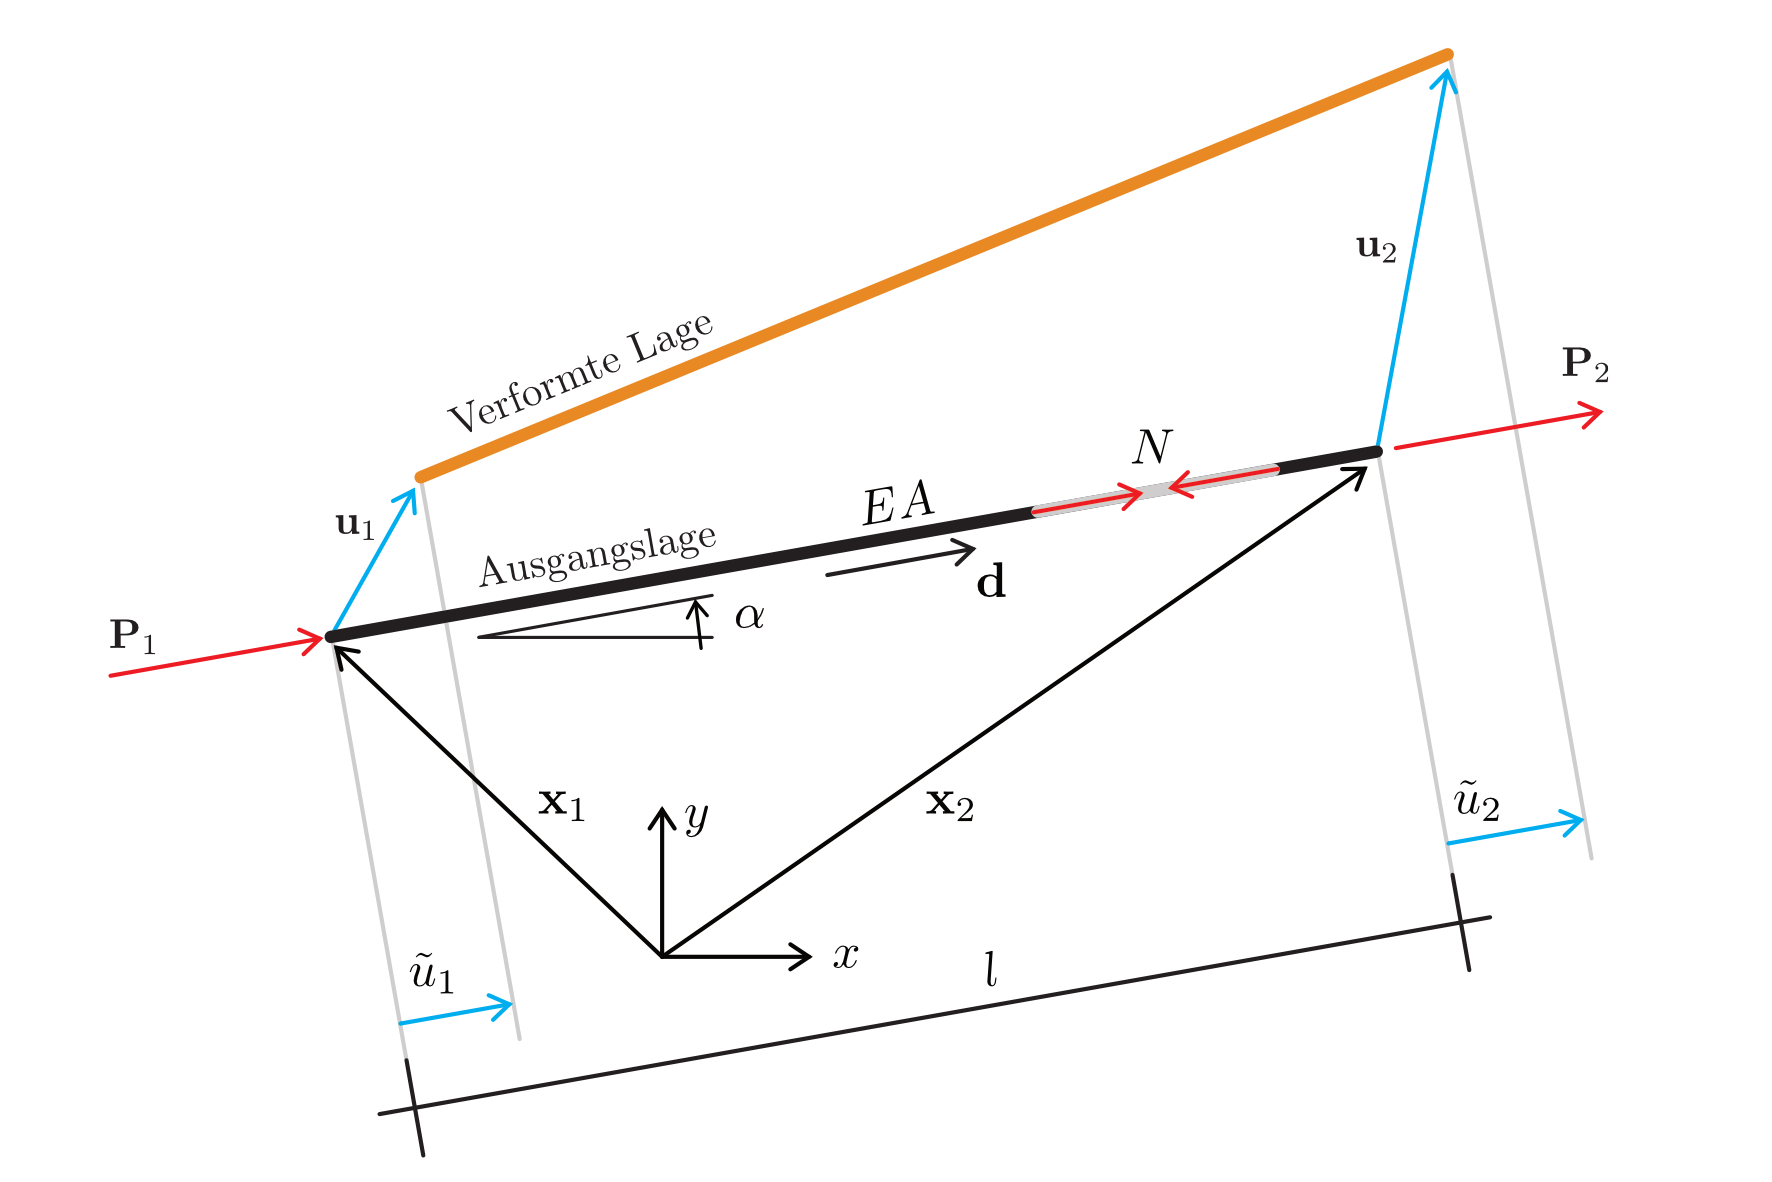 Verformte Lage
u₂
P₂
N
EA
u₁
Ausgangslage
d
α
P₁
x₁
y
x₂
ũ₂
x
ũ₁
l